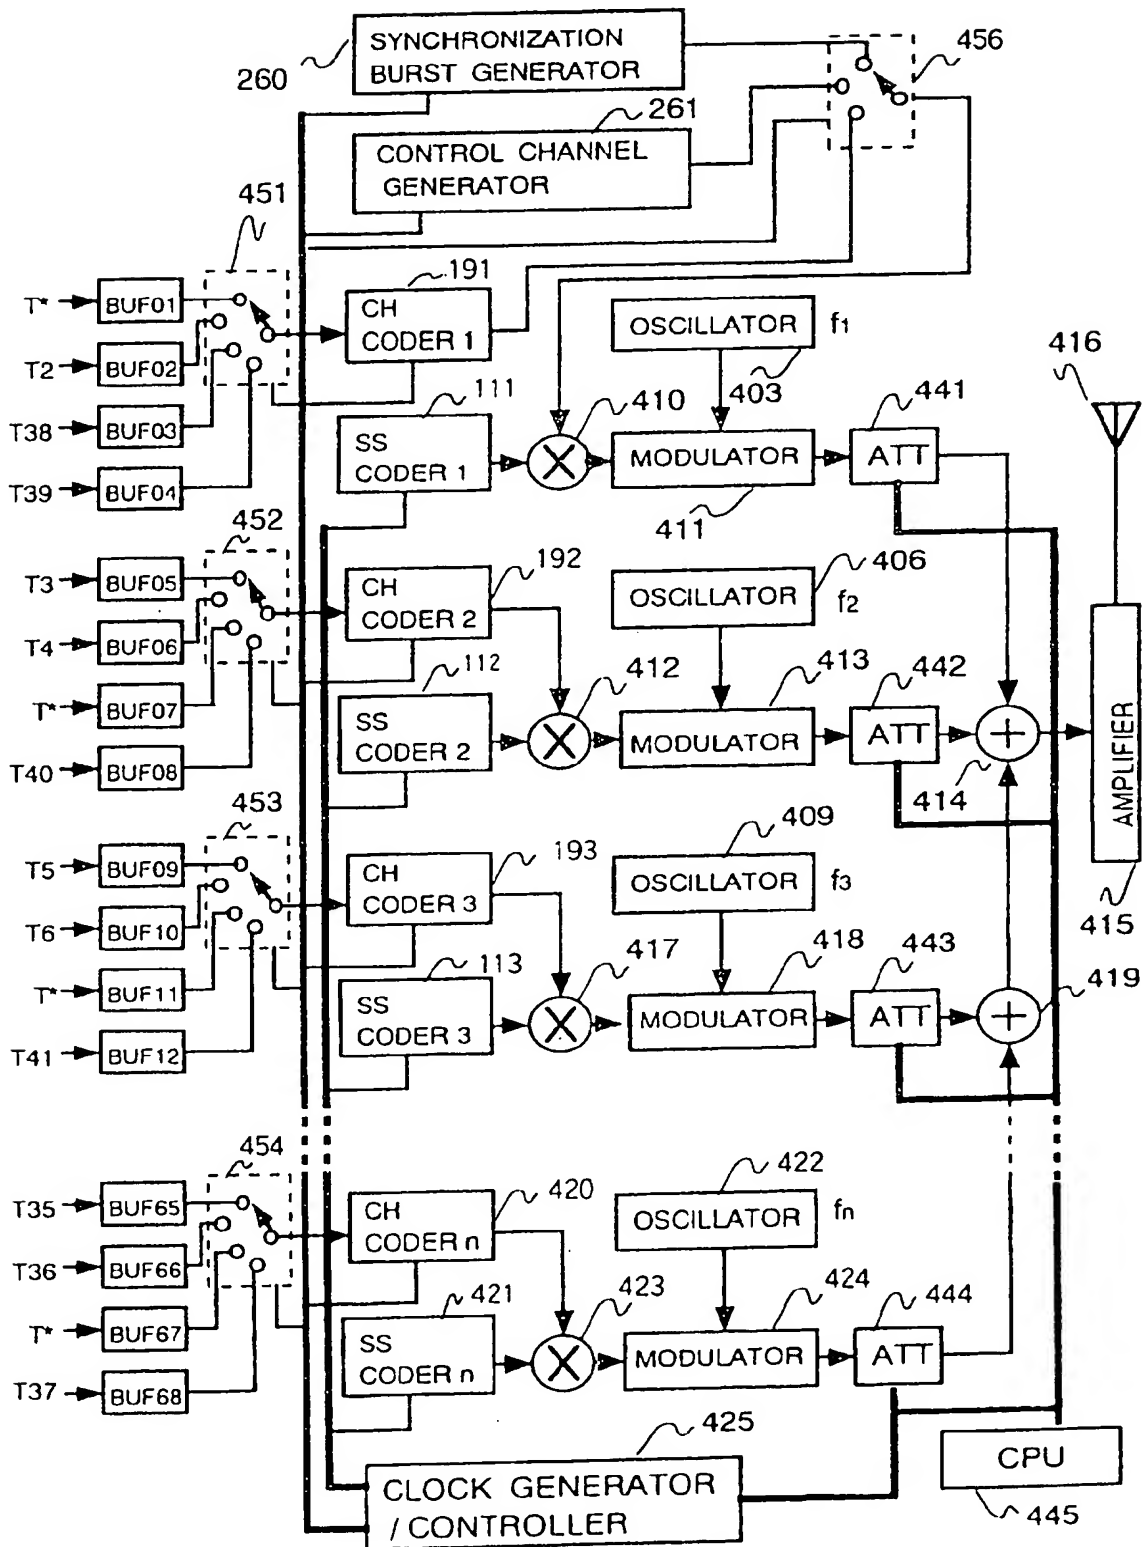 SYNCHRONIZATION
BURST GENERATOR
260
456
261
CONTROL CHANNEL
GENERATOR
451
191
T* BUF01
CH
CODER 1
OSCILLATOR f1
416
T2 BUF02
111
410
403
441
T38 BUF03
SS
CODER 1
MODULATOR
ATT
T39 BUF04
411
452
192
406
T3 BUF05
CH
CODER 2
OSCILLATOR f2
T4 BUF06
112
412
413
442
T* BUF07
SS
CODER 2
MODULATOR
ATT
414
AMPLIFIER
T40 BUF08
453
193
409
T5 BUF09
CH
CODER 3
OSCILLATOR f3
415
T6 BUF10
113
417
418
443
419
T* BUF11
SS
CODER 3
MODULATOR
ATT
T41 BUF12
454
420
422
T35 BUF65
CH
CODER n
OSCILLATOR fn
T36 BUF66
421
423
424
444
T* BUF67
SS
CODER n
MODULATOR
ATT
T37 BUF68
425
CLOCK GENERATOR
/ CONTROLLER
CPU
445